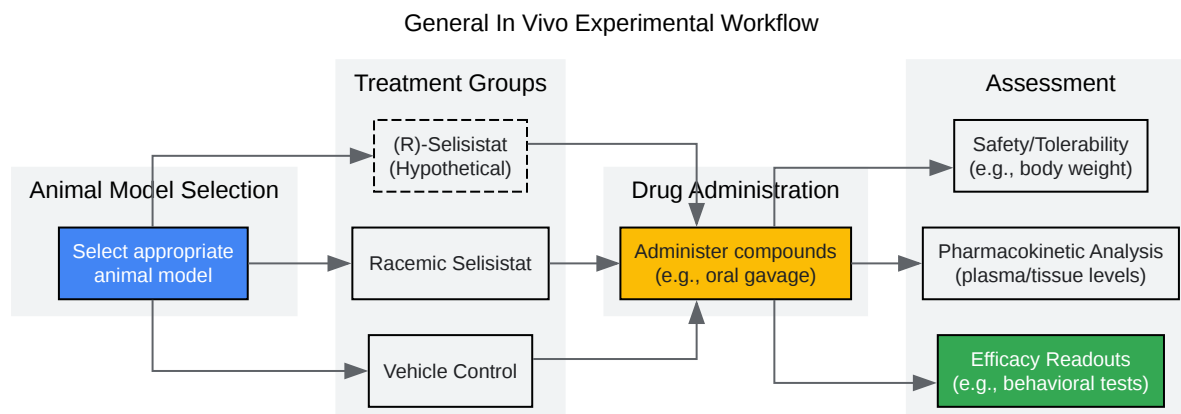 General In Vivo Experimental Workflow
Animal Model Selection
Select appropriate
animal model
Treatment Groups
(R)-Selisistat
(Hypothetical)
Racemic Selisistat
Vehicle Control
Drug Administration
Administer compounds
(e.g., oral gavage)
Assessment
Safety/Tolerability
(e.g., body weight)
Pharmacokinetic Analysis
(plasma/tissue levels)
Efficacy Readouts
(e.g., behavioral tests)